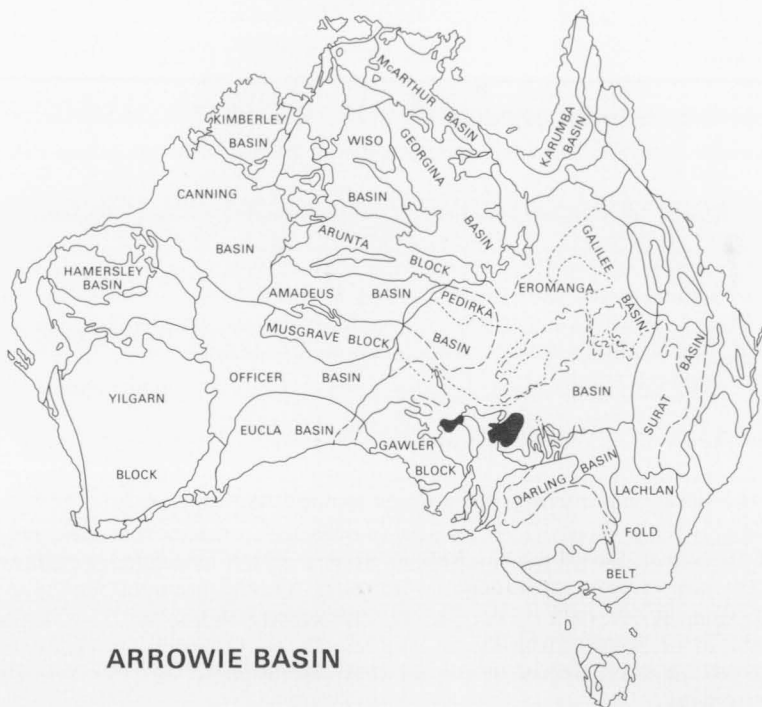 McARTHUR BASIN
KIMBERLEY
BASIN
WISO
BASIN
GEORGINA
BASIN
KARUMBA
BASIN
CANNING
BASIN
ARUNTA
BLOCK
GALILEE
BASIN
HAMERSLEY
BASIN
AMADEUS BASIN
PEDIRKA
BASIN
EROMANGA
BASIN
MUSGRAVE BLOCK
YILGARN
BLOCK
OFFICER BASIN
SURAT
BASIN
EUCLA BASIN
GAWLER
BLOCK
DARLING
BASIN
LACHLAN
FOLD
BELT
ARROWIE BASIN